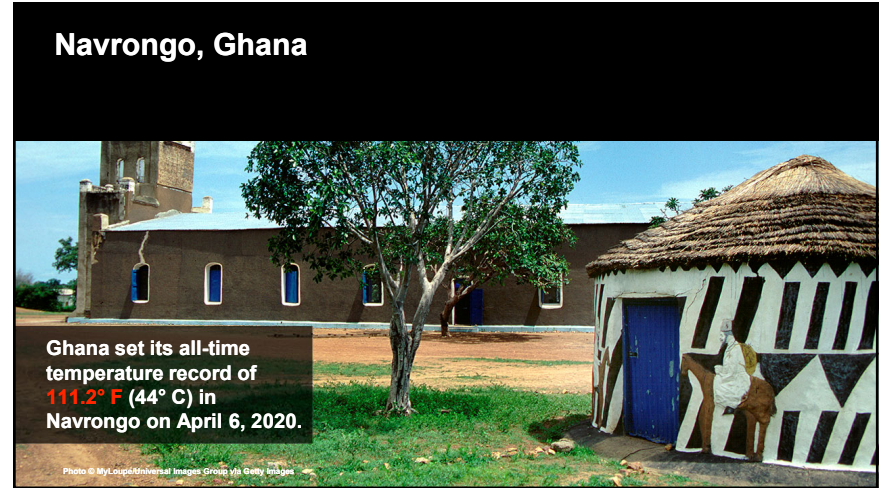 Navrongo, Ghana
Ghana set its all-time
temperature record of
111.2° F (44° C) in
Navrongo on April 6, 2020.
Photo © MyLoupe/Universal Images Group via Getty Images